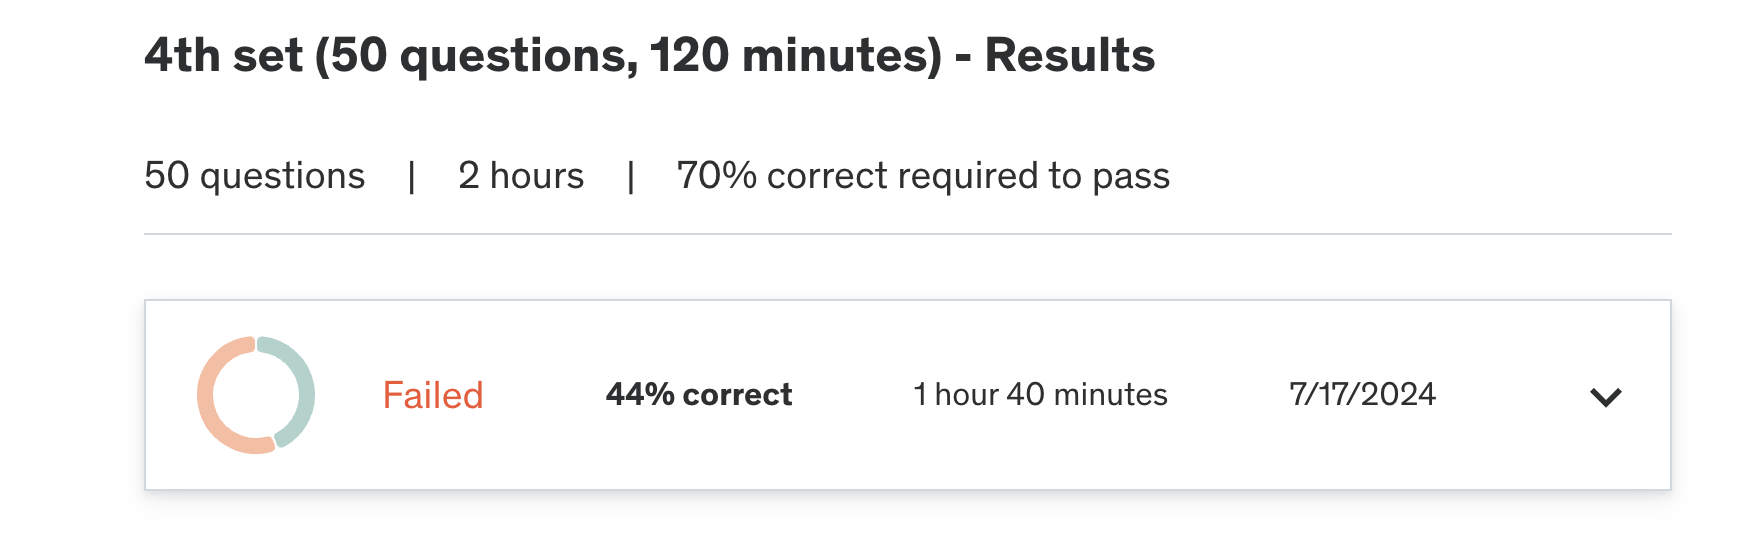 4th set (50 questions, 120 minutes) - Results
50 questions | 2 hours | 70% correct required to pass
Failed 44% correct 1 hour 40 minutes 7/17/2024